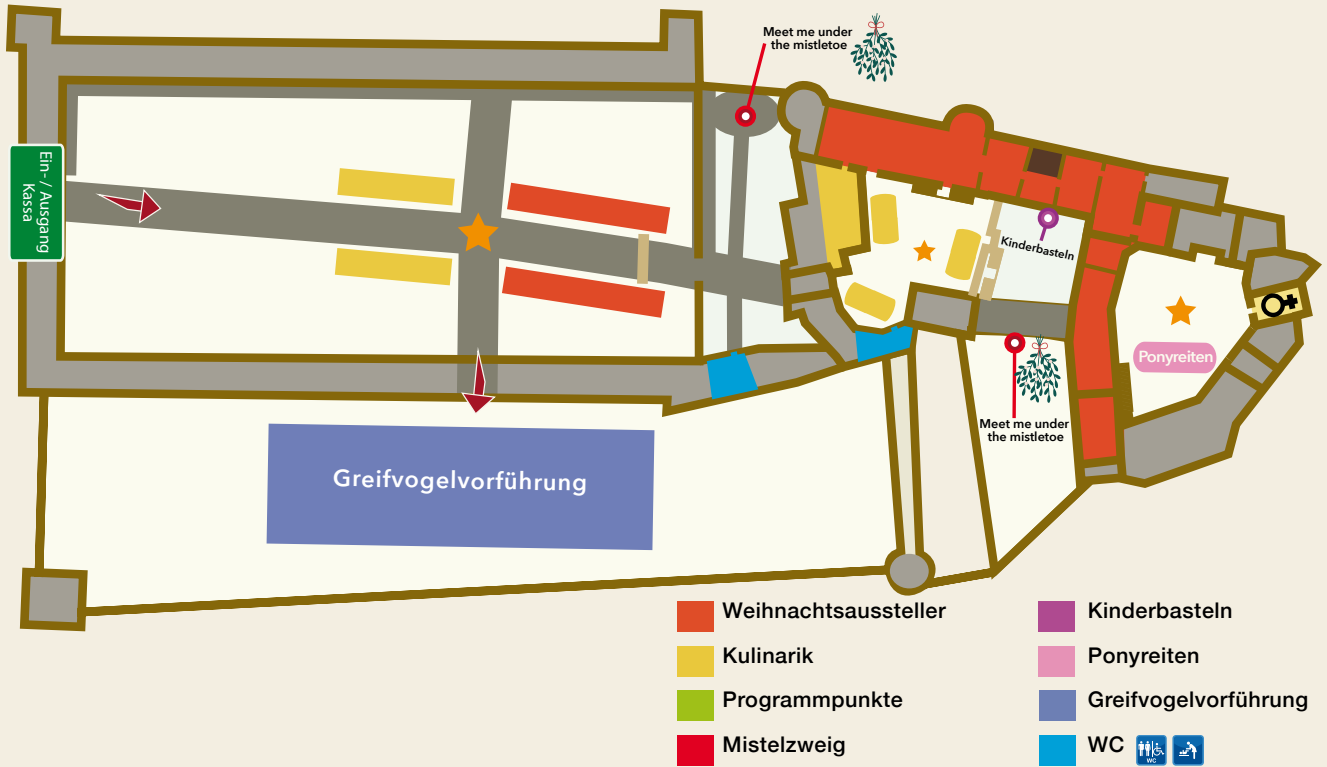 Meet me under
the mistletoe
Ein- / Ausgang
Kassa
Kinderbasteln
Ponyreiten
Meet me under
the mistletoe
Greifvogelvorführung
Weihnachtsaussteller
Kulinarik
Programmpunkte
Mistelzweig
Kinderbasteln
Ponyreiten
Greifvogelvorführung
WC
WC